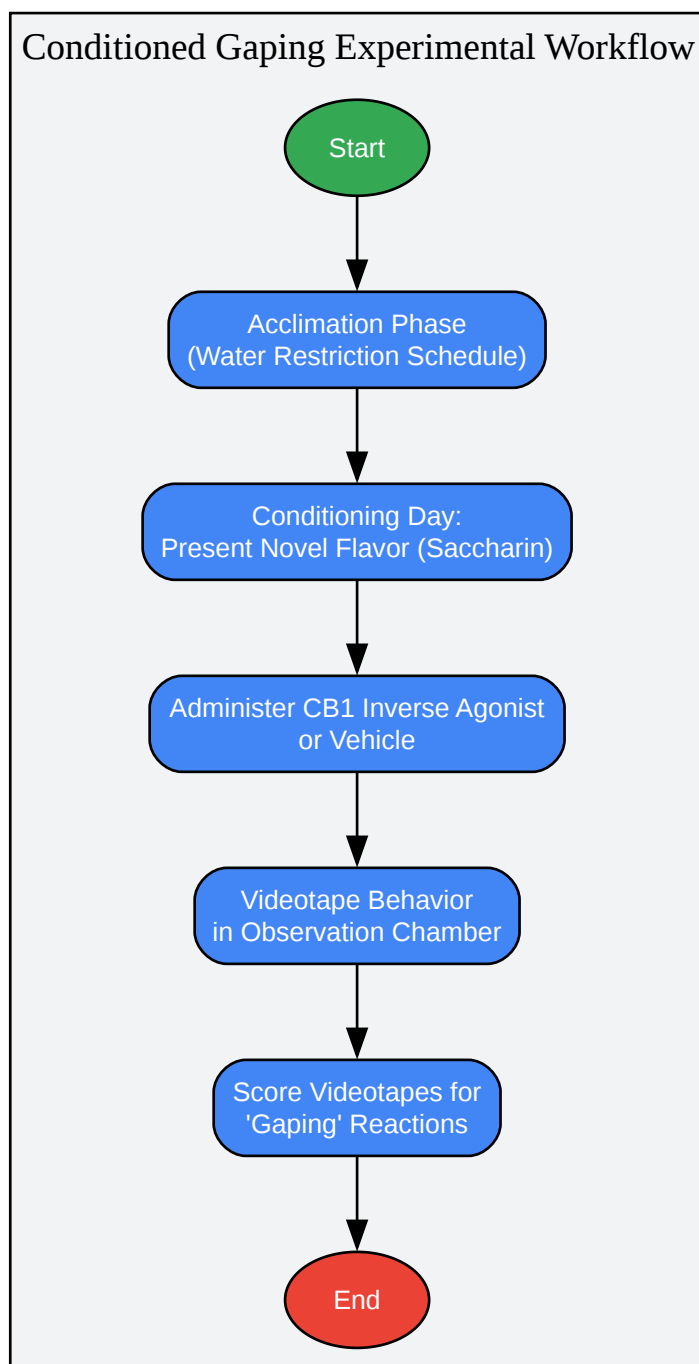 Conditioned Gaping Experimental Workflow
Start
Acclimation Phase
(Water Restriction Schedule)
Conditioning Day:
Present Novel Flavor (Saccharin)
Administer CB1 Inverse Agonist
or Vehicle
Videotape Behavior
in Observation Chamber
Score Videotapes for
'Gaping' Reactions
End